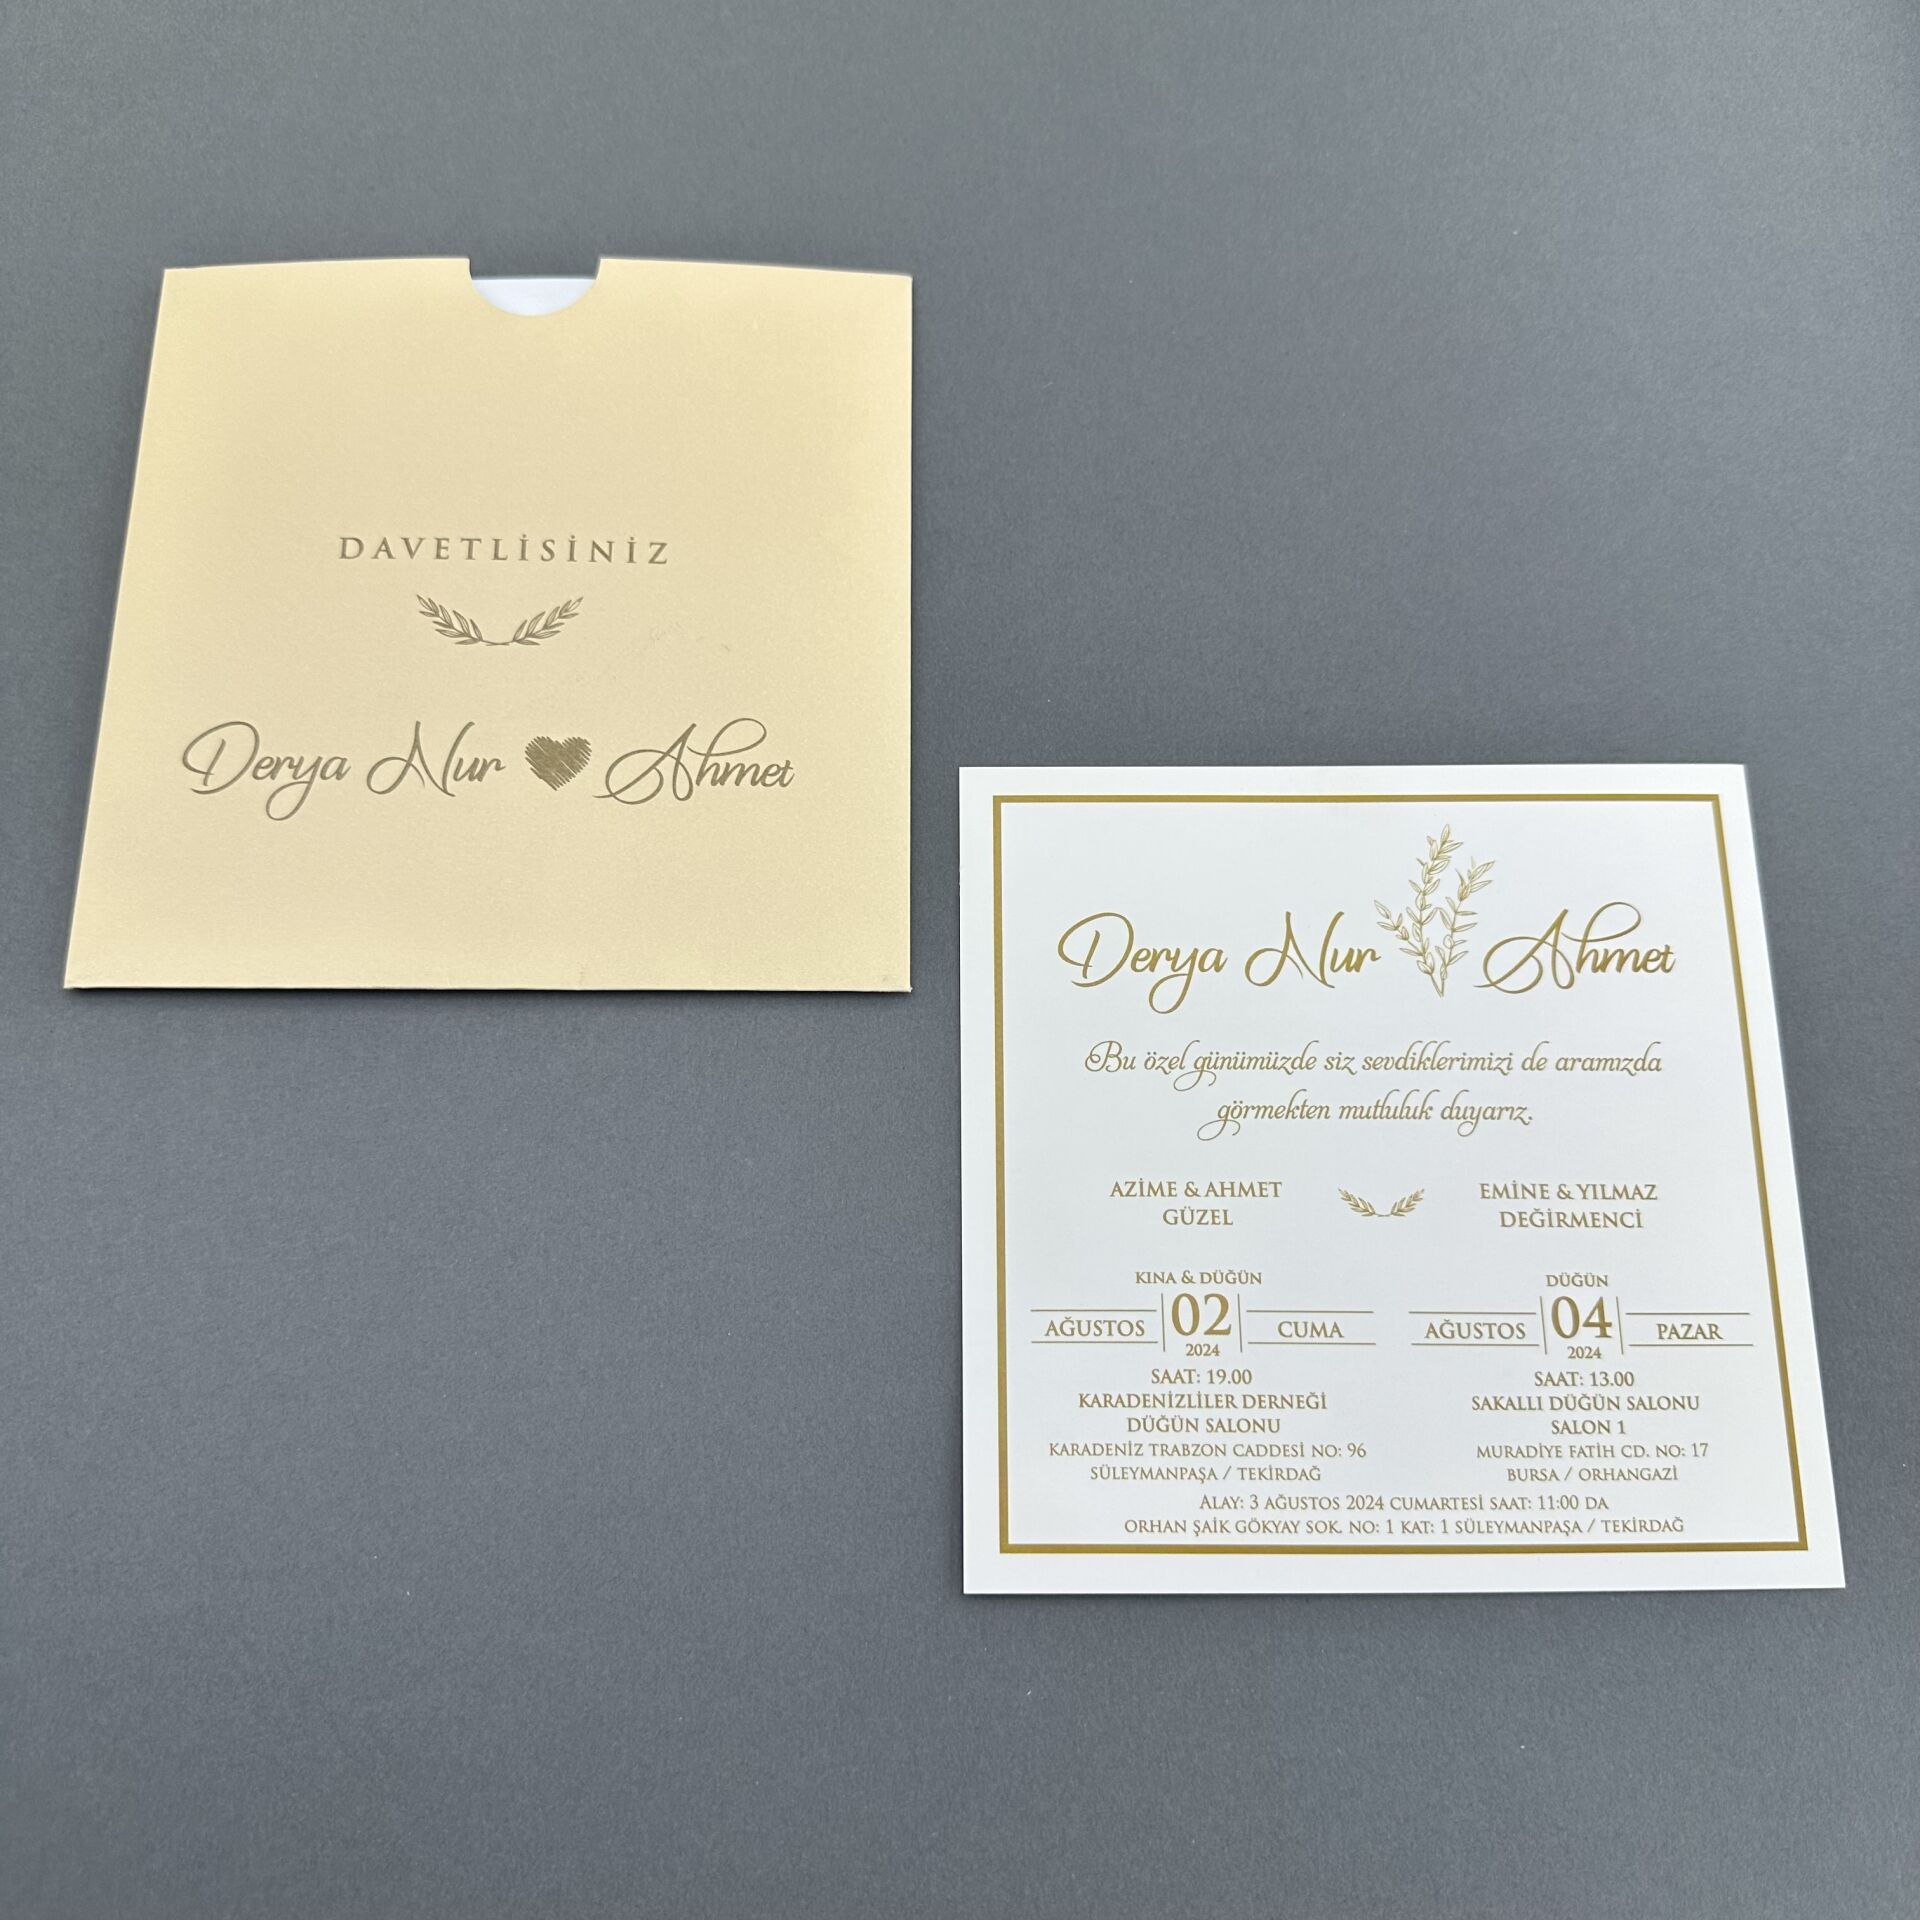 DAVETLİSİNİZ
Derya Nur Ahmet
Derya Nur Ahmet
Bu özel günümüzde siz sevdiklerimizi de aramızda
görmekten mutluluk duyarız.
AZİME & AHMET
GÜZEL
EMİNE & YILMAZ
DEĞİRMENCİ
KINA & DÜĞÜN
AĞUSTOS 02 CUMA
2024
SAAT: 19.00
KARADENİZLİLER DERNEĞİ
DÜĞÜN SALONU
KARADENİZ TRABZON CADDESİ NO: 96
SÜLEYMANPAŞA / TEKİRDAĞ
DÜĞÜN
AĞUSTOS 04 PAZAR
2024
SAAT: 13.00
SAKALLI DÜĞÜN SALONU
SALON 1
MURADİYE FATİH CD. NO: 17
BURSA / ORHANGAZİ
ALAY: 3 AĞUSTOS 2024 CUMARTESİ SAAT: 11:00 DA
ORHAN ŞAİK GÖKYAY SOK. NO: 1 KAT: 1 SÜLEYMANPAŞA / TEKİRDAĞ